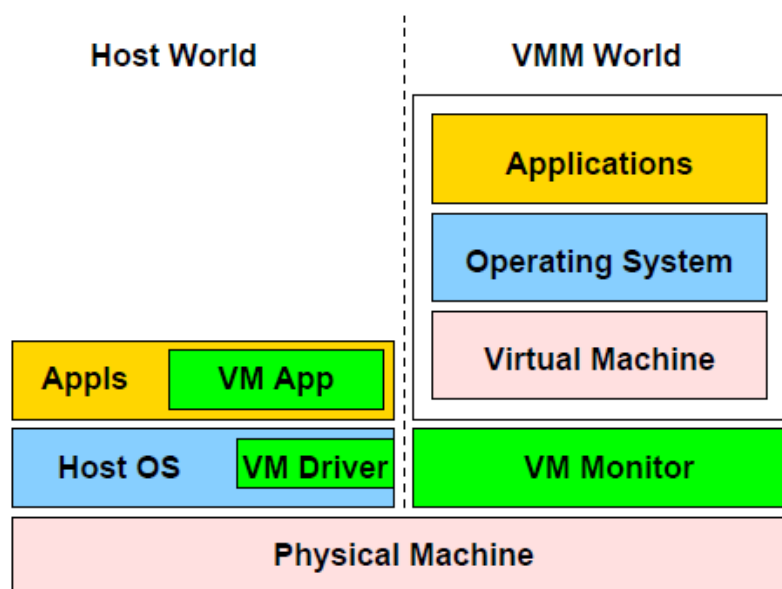 Host World
VMM World
Applications
Operating System
Virtual Machine
Appls
VM App
Host OS
VM Driver
VM Monitor
Physical Machine